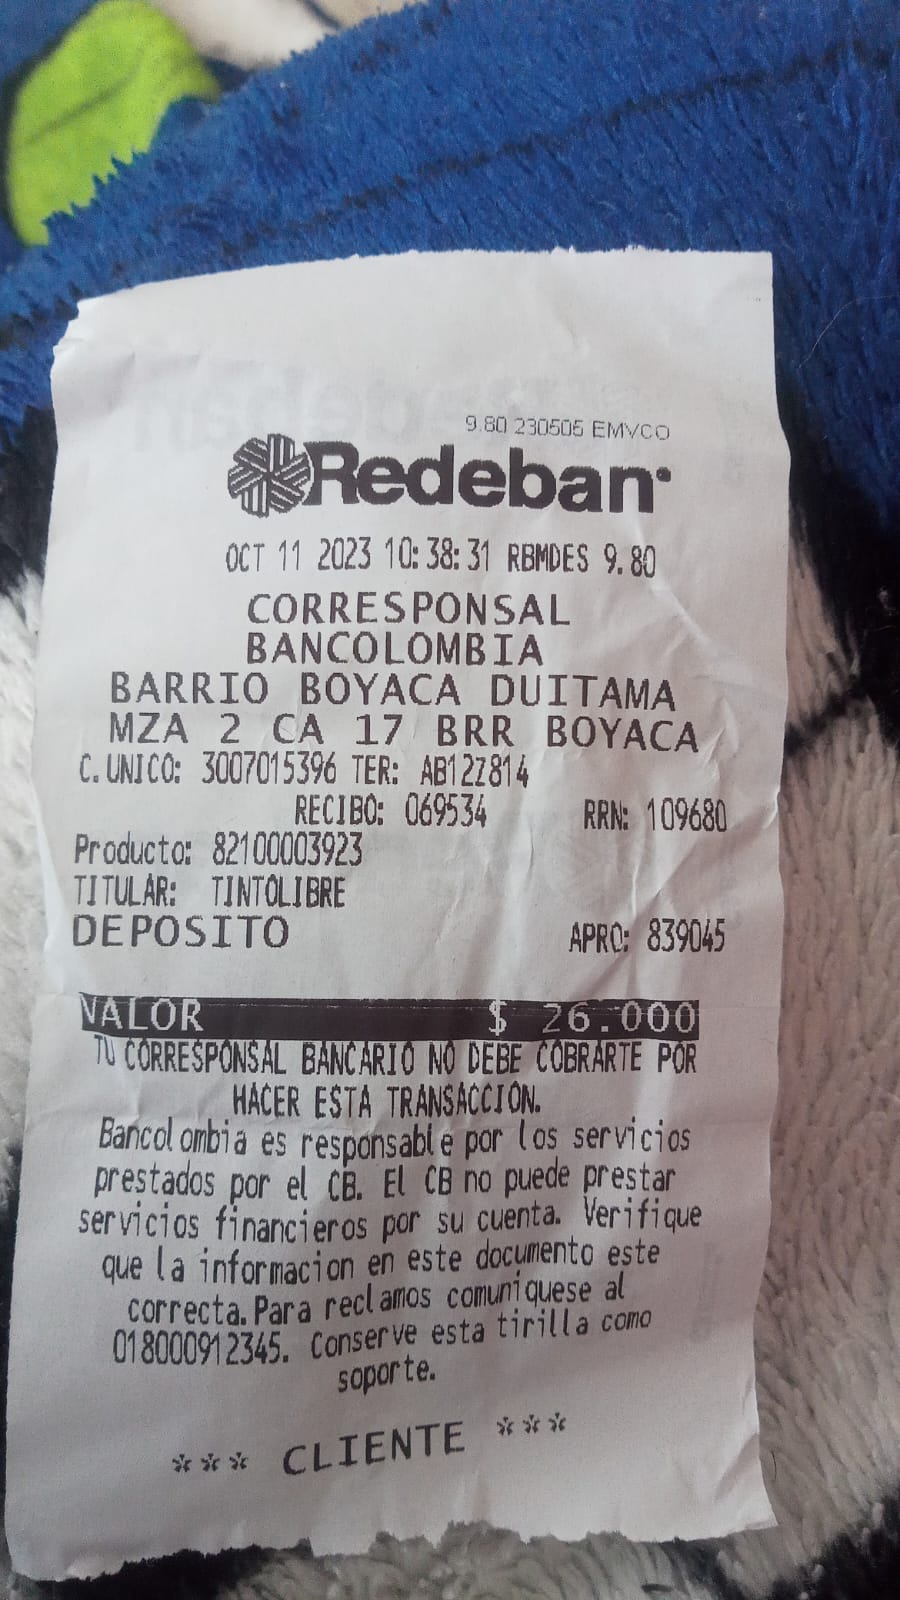 9.80 230505 EMVCO
Redeban
OCT 11 2023 10:38:31 RBMDES 9.80
CORRESPONSAL
BANCOLOMBIA
BARRIO BOYACA DUITAMA
MZA 2 CA 17 BRR BOYACA
C.UNICO: 3007015396 TER: AB12Z814
RECIBO: 069534 RRN: 109680
Producto: 82100003923
TITULAR: TINTOLIBRE
DEPOSITO APRO: 839045
VALOR $ 26.000
TU CORRESPONSAL BANCARIO NO DEBE COBRARTE POR
HACER ESTA TRANSACCION.
Bancolombia es responsable por los servicios
prestados por el CB. El CB no puede prestar
servicios financieros por su cuenta. Verifique
que la informacion en este documento este
correcta. Para reclamos comuniquese al
018000912345. Conserve esta tirilla como
soporte.
*** CLIENTE ***